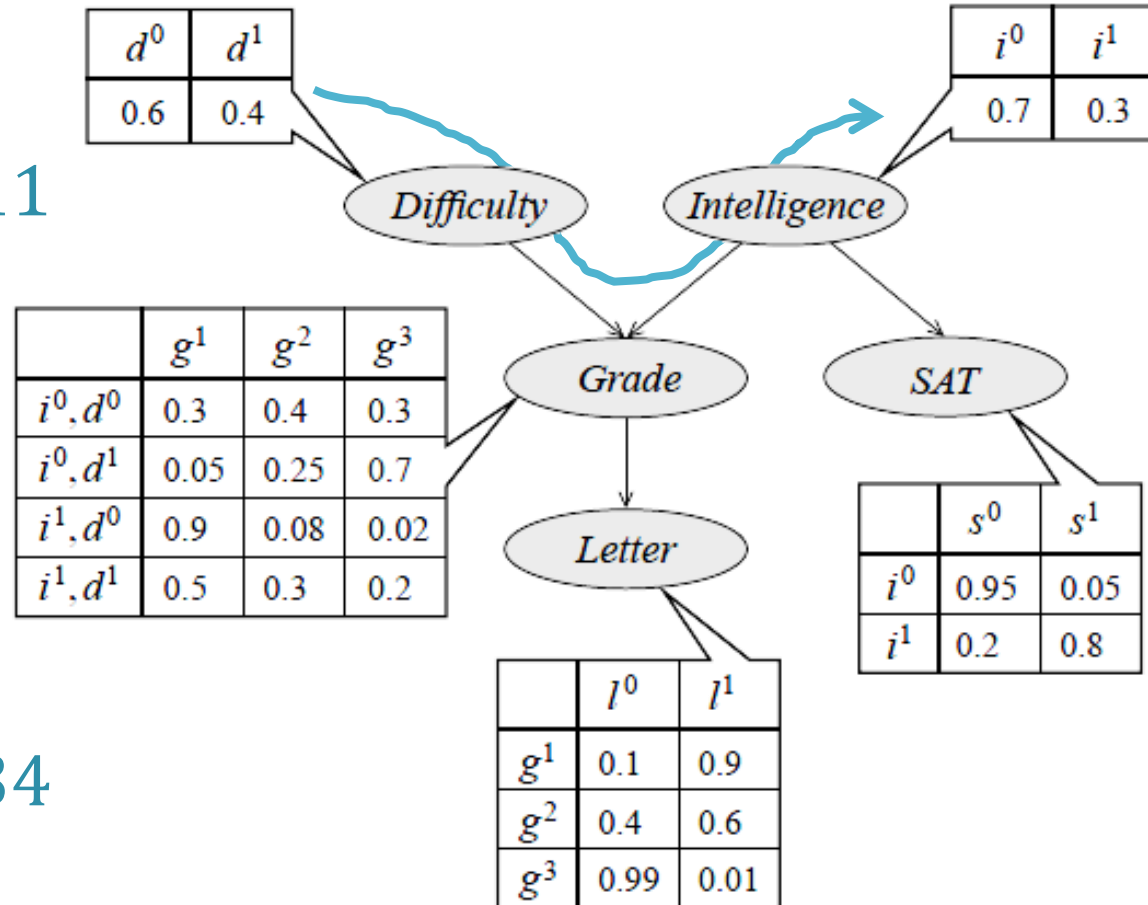 d⁰ d¹
0.6 0.4
i⁰ i¹
0.7 0.3
11
Difficulty
Intelligence
g¹ g² g³
i⁰,d⁰ 0.3 0.4 0.3
i⁰,d¹ 0.05 0.25 0.7
i¹,d⁰ 0.9 0.08 0.02
i¹,d¹ 0.5 0.3 0.2
Grade
SAT
Letter
s⁰ s¹
i⁰ 0.95 0.05
i¹ 0.2 0.8
l⁰ l¹
g¹ 0.1 0.9
g² 0.4 0.6
g³ 0.99 0.01
34